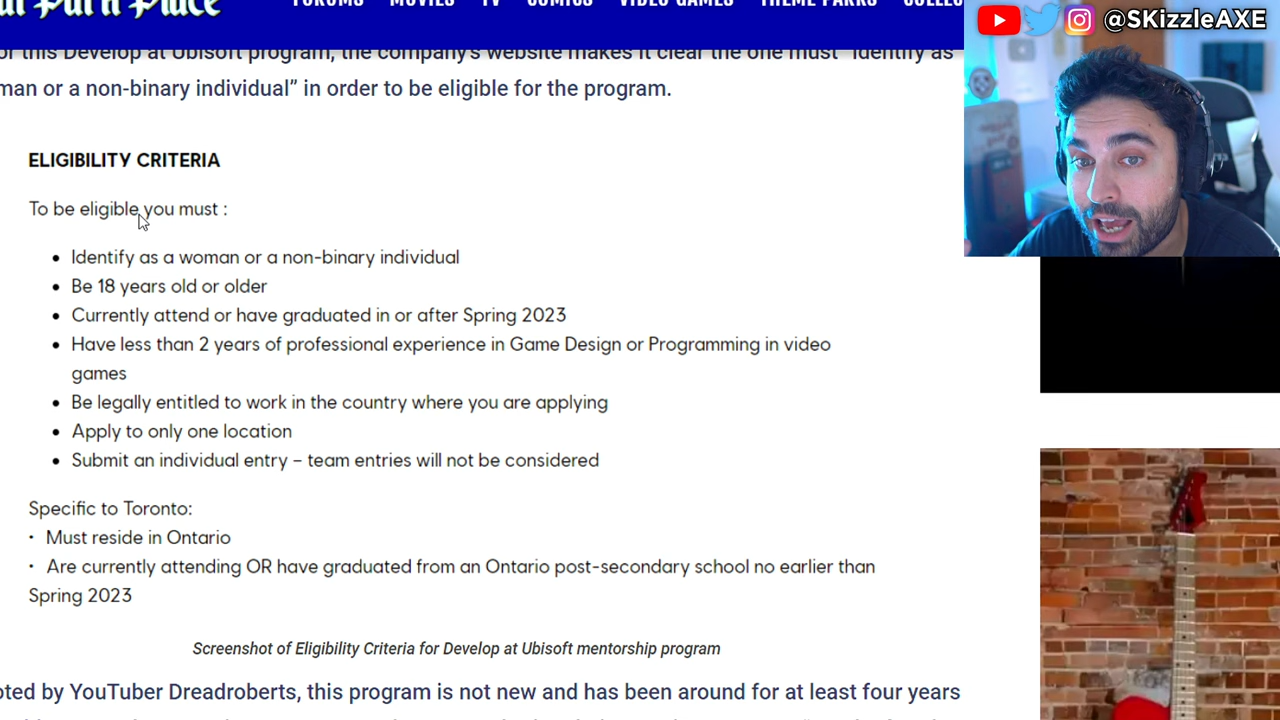 FORUMS MOVIES TV COMICS VIDEO GAMES THEME PARKS
@SKizzleAXE
or this Develop at Ubisoft program, the company's website makes it clear the one must "identify as
man or a non-binary individual" in order to be eligible for the program.
ELIGIBILITY CRITERIA
To be eligible you must :
• Identify as a woman or a non-binary individual
• Be 18 years old or older
• Currently attend or have graduated in or after Spring 2023
• Have less than 2 years of professional experience in Game Design or Programming in video
games
• Be legally entitled to work in the country where you are applying
• Apply to only one location
• Submit an individual entry – team entries will not be considered
Specific to Toronto:
• Must reside in Ontario
• Are currently attending OR have graduated from an Ontario post-secondary school no earlier than
Spring 2023
Screenshot of Eligibility Criteria for Develop at Ubisoft mentorship program
oted by YouTuber Dreadroberts, this program is not new and has been around for at least four years